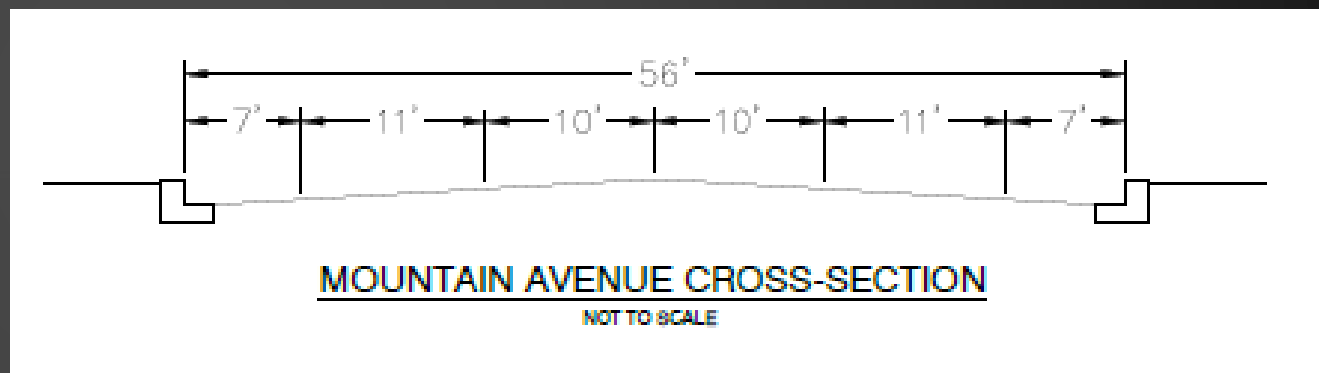 56'
7' 11' 10' 10' 11' 7'
MOUNTAIN AVENUE CROSS-SECTION
NOT TO SCALE